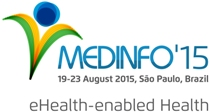 MEDINFO'15
19-23 August 2015, São Paulo, Brazil
eHealth-enabled Health